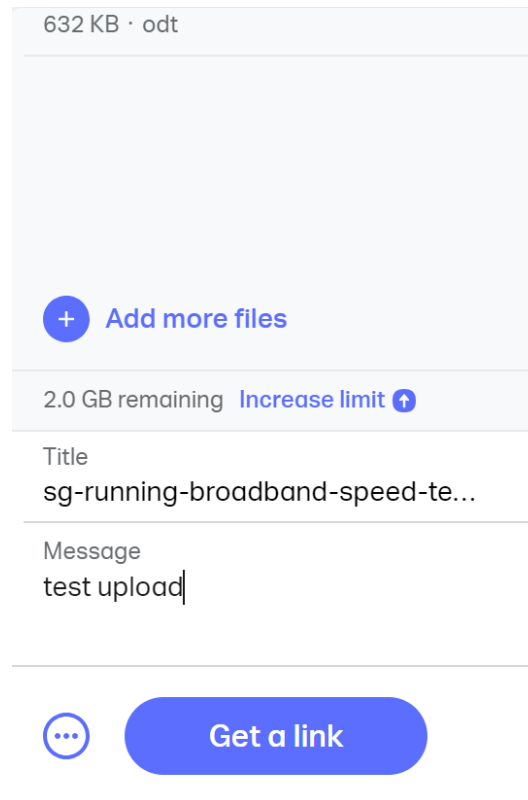 632 KB · odt
Add more files
2.0 GB remaining Increase limit
Title
sg-running-broadband-speed-te...
Message
test upload
Get a link